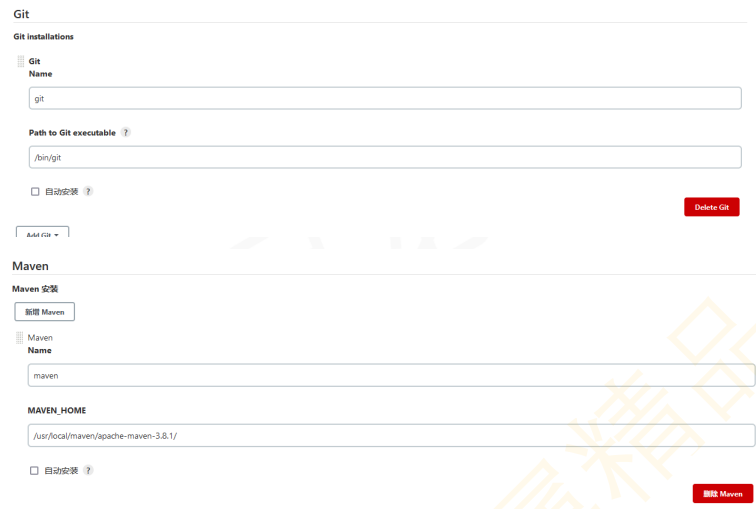 Git
Git installations
Git
Name
git
Path to Git executable ?
/bin/git
自动安装 ?
Delete Git
Add Git
Maven
Maven 安装
新增 Maven
Maven
Name
maven
MAVEN_HOME
/usr/local/maven/apache-maven-3.8.1/
自动安装 ?
删除 Maven